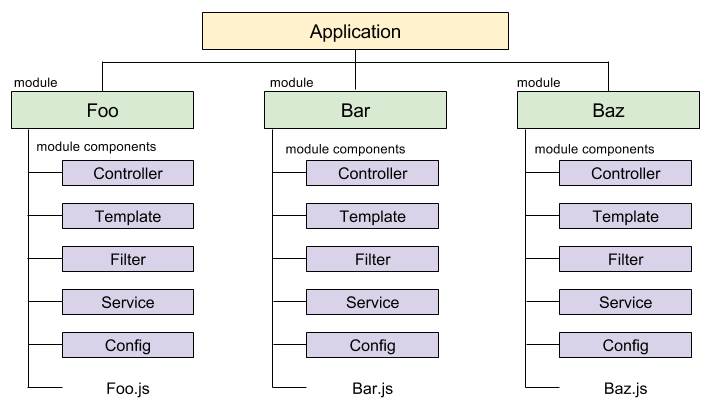 Application
module
Foo
module components
Controller
Template
Filter
Service
Config
Foo.js
module
Bar
module components
Controller
Template
Filter
Service
Config
Bar.js
module
Baz
module components
Controller
Template
Filter
Service
Config
Baz.js